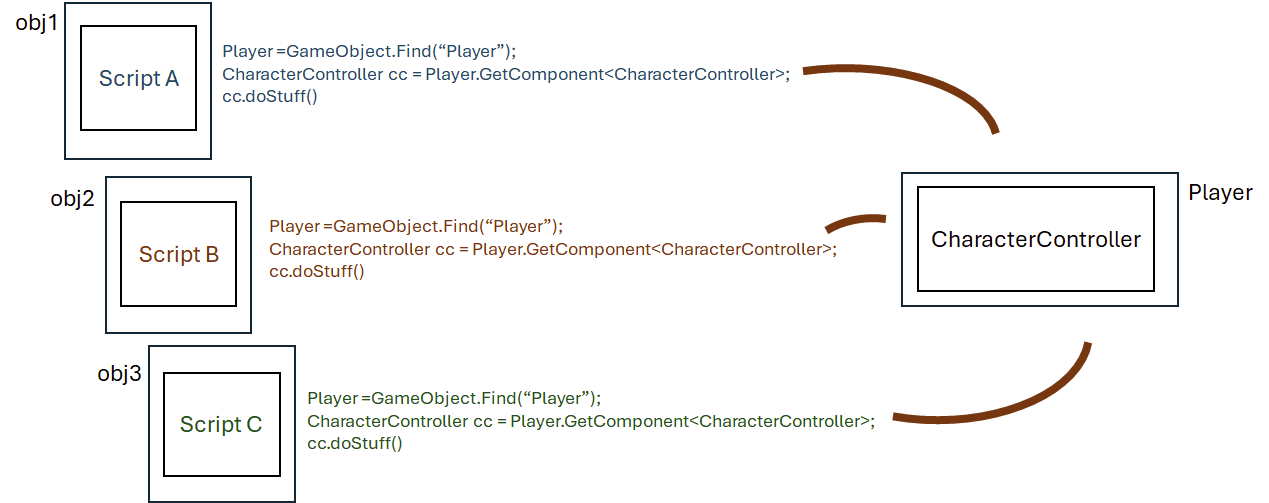 obj1
Script A
Player =GameObject.Find(“Player”);
CharacterController cc = Player.GetComponent<CharacterController>;
cc.doStuff()
obj2
Script B
Player =GameObject.Find(“Player”);
CharacterController cc = Player.GetComponent<CharacterController>;
cc.doStuff()
Player
CharacterController
obj3
Script C
Player =GameObject.Find(“Player”);
CharacterController cc = Player.GetComponent<CharacterController>;
cc.doStuff()